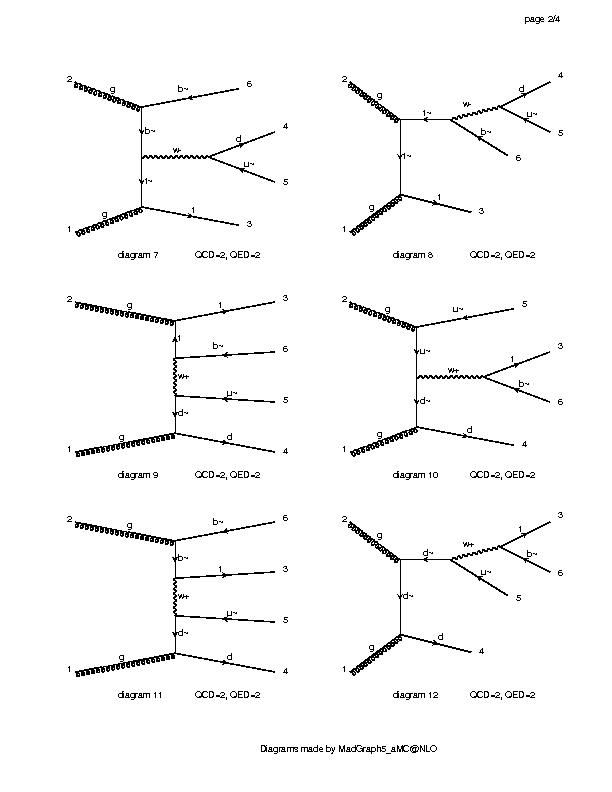 page 2/4
2
g
b~
6
b~
d
4
w-
u~
5
t~
g
t
3
1
diagram 7 QCD=2, QED=2
2
g
d
4
w-
t~
u~
5
b~
6
t~
g
t
3
1
diagram 8 QCD=2, QED=2
2
g
t
3
t
b~
6
w+
u~
5
d~
g
d
4
1
diagram 9 QCD=2, QED=2
2
g
u~
5
u~
t
3
w+
b~
6
d~
g
d
4
1
diagram 10 QCD=2, QED=2
2
g
b~
6
b~
t
3
w+
u~
5
d~
g
d
4
1
diagram 11 QCD=2, QED=2
2
g
t
3
w+
d~
b~
6
u~
5
d~
g
d
4
1
diagram 12 QCD=2, QED=2
Diagrams made by MadGraph5_aMC@NLO